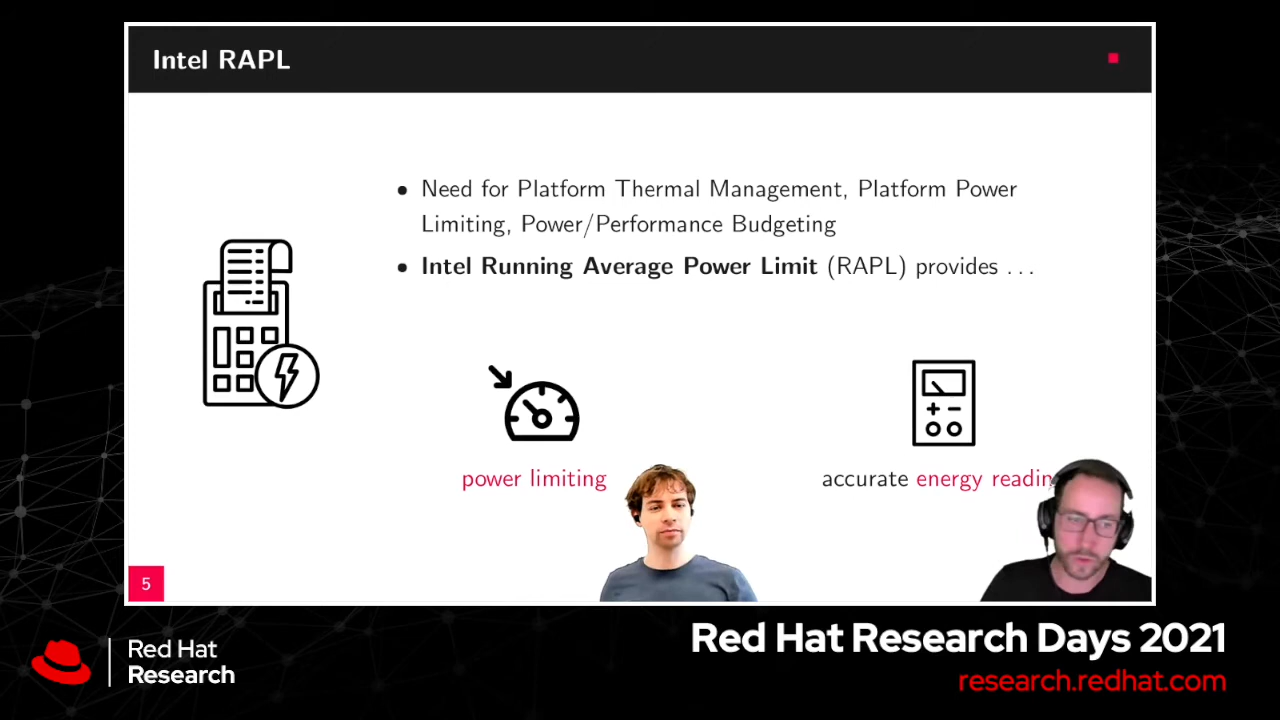 Intel RAPL
• Need for Platform Thermal Management, Platform Power
Limiting, Power/Performance Budgeting
• Intel Running Average Power Limit (RAPL) provides ...
power limiting
accurate energy readin
5
Red Hat
Research
Red Hat Research Days 2021
research.redhat.com